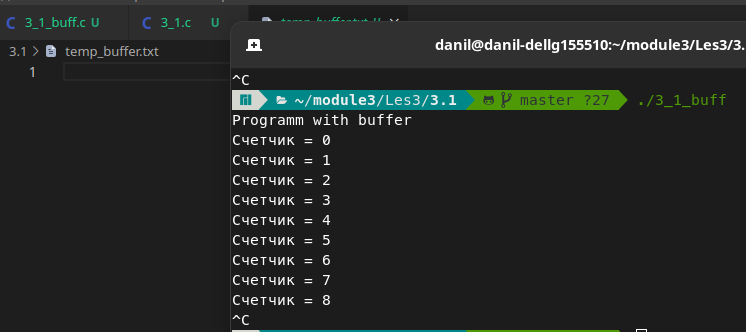 3_1_buff.c U
3_1.c U
temp_buffer.txt U
3.1 > temp_buffer.txt
1
danil@danil-dellg155510:~/module3/Les3/3.
^C
~/module3/Les3/3.1 master ?27 ./3_1_buff
Programm with buffer
Счетчик = 0
Счетчик = 1
Счетчик = 2
Счетчик = 3
Счетчик = 4
Счетчик = 5
Счетчик = 6
Счетчик = 7
Счетчик = 8
^C